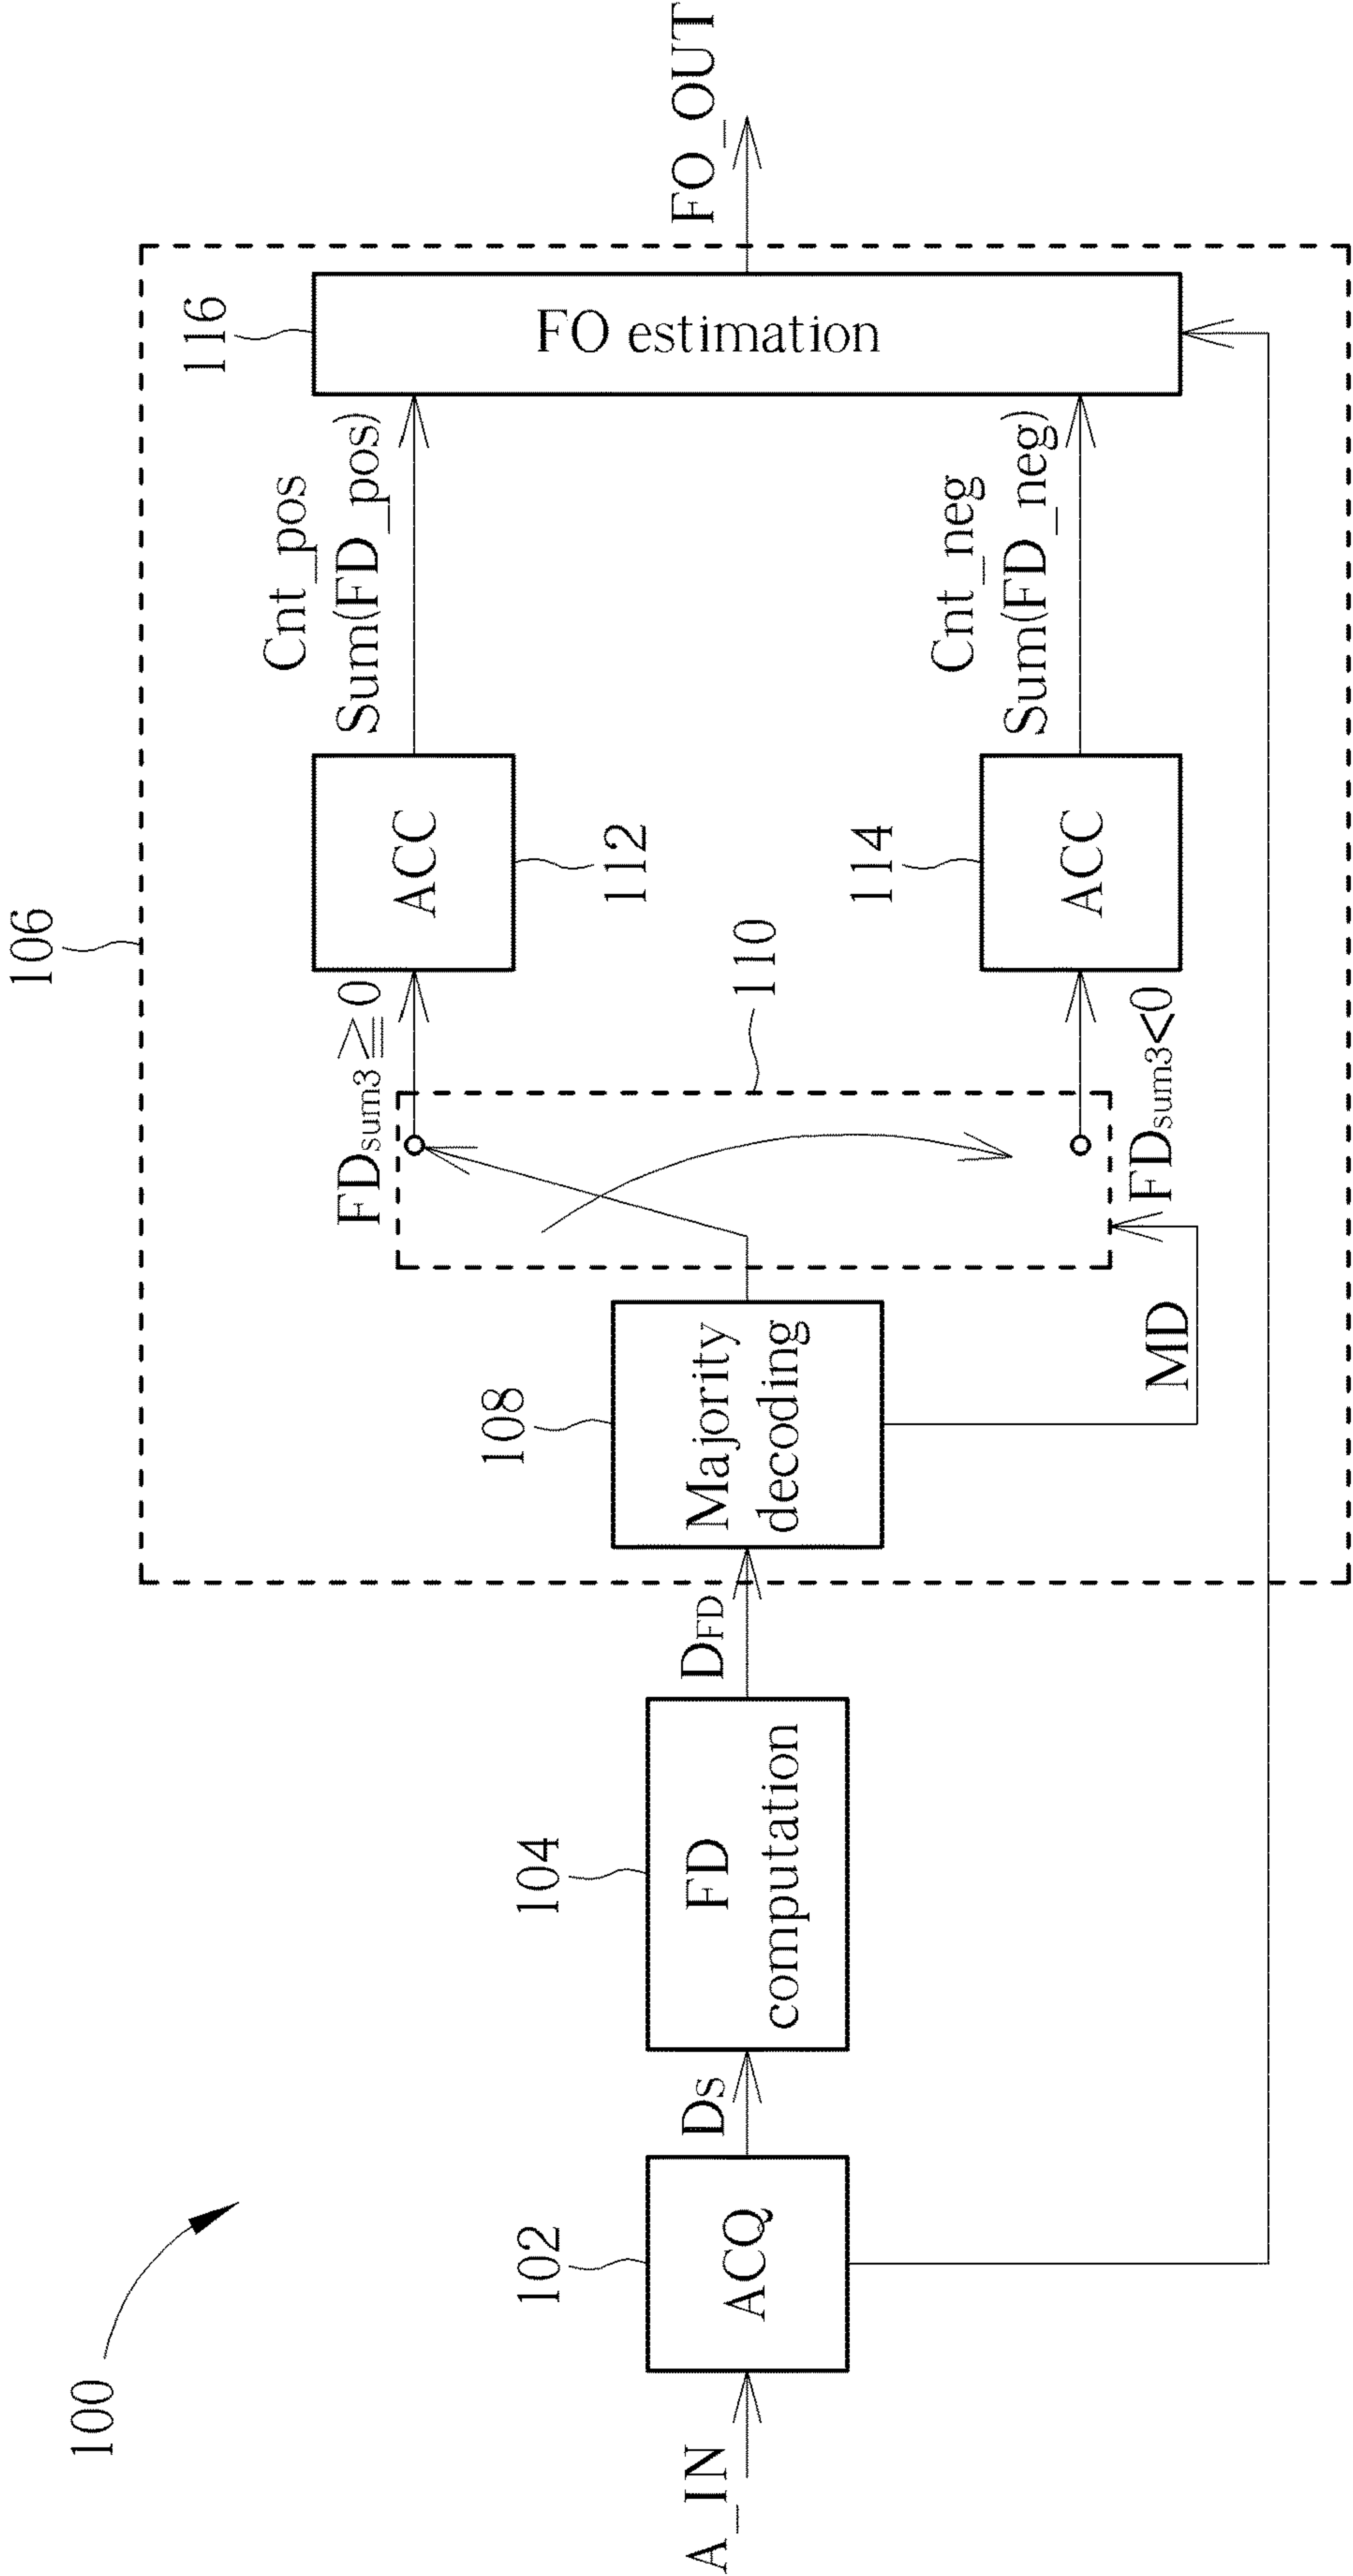 100
A_IN
102
ACQ
Ds
104
FD
computation
DFD
106
108
Majority
decoding
MD
110
FDsum3≧0
FDsum3<0
112
ACC
114
ACC
Cnt_pos
Sum(FD_pos)
Cnt_neg
Sum(FD_neg)
116
FO estimation
FO_OUT